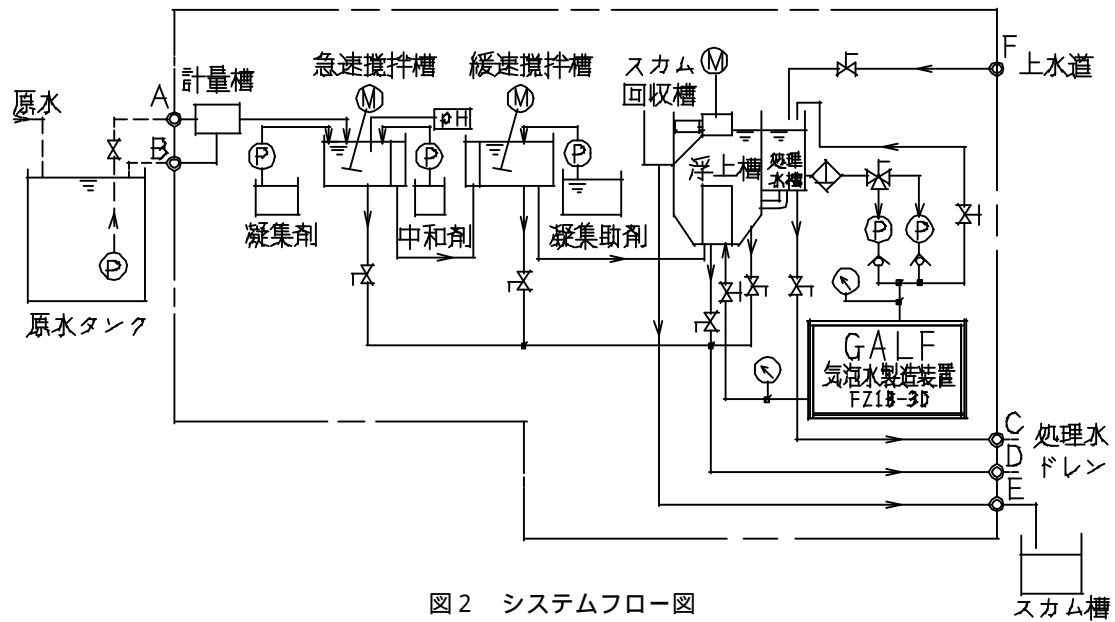 急速撹拌槽
緩速撹拌槽
スカム
回収槽
F
上水道
計量槽
原水
A
B
M
M
M
pH
P
P
P
浮上槽
処理
水槽
凝集剤
中和剤
凝集助剤
P
P
P
原水タンク
GALF
気泡水製造装置
FZ1B-3D
C
処理水
D
ドレン
E
スカム槽
図2 システムフロー図